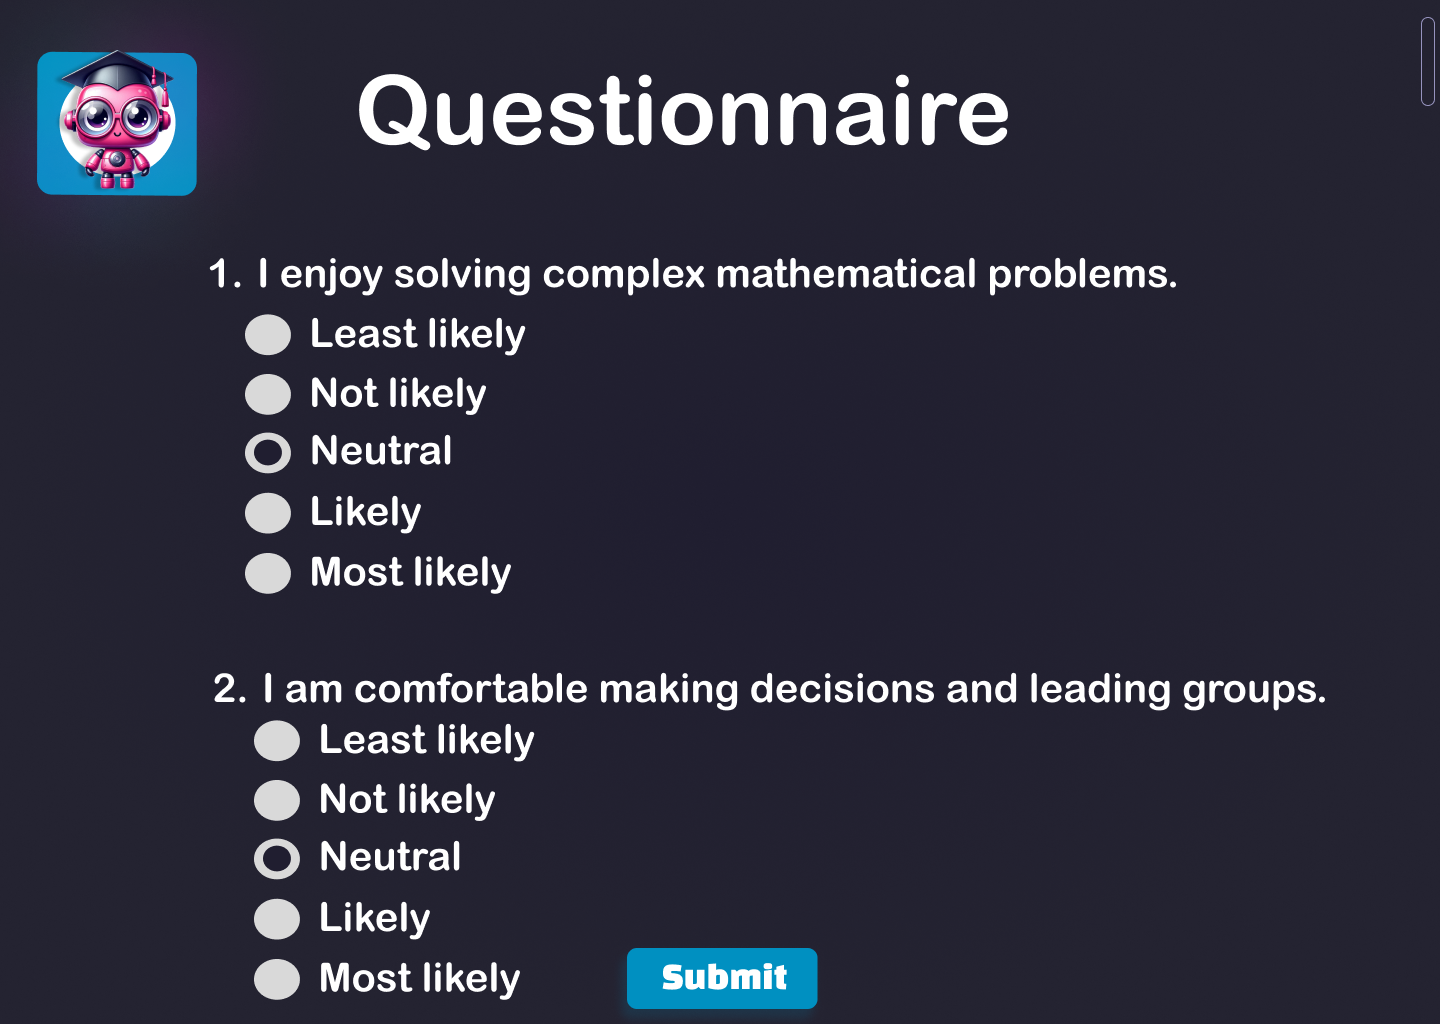 Questionnaire
1. I enjoy solving complex mathematical problems.
Least likely
Not likely
Neutral
Likely
Most likely
2. I am comfortable making decisions and leading groups.
Least likely
Not likely
Neutral
Likely
Most likely
Submit